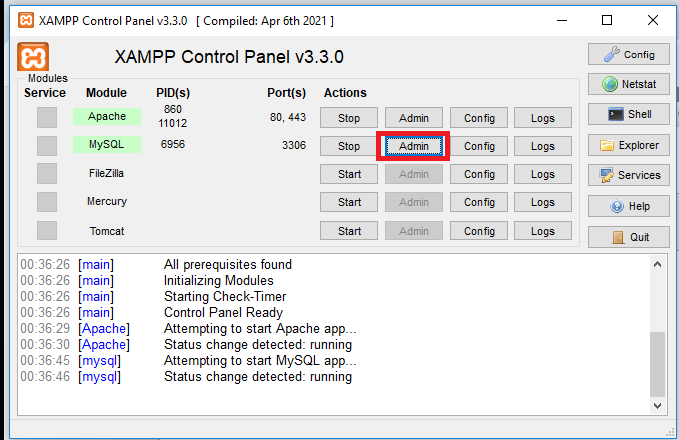 XAMPP Control Panel v3.3.0 [ Compiled: Apr 6th 2021 ]
XAMPP Control Panel v3.3.0
Config
Modules
Service Module PID(s) Port(s) Actions
Netstat
Apache 860 11012 80, 443 Stop Admin Config Logs
Shell
MySQL 6956 3306 Stop Admin Config Logs
Explorer
FileZilla Start Admin Config Logs
Services
Mercury Start Admin Config Logs
Help
Tomcat Start Admin Config Logs
Quit
00:36:26 [main] All prerequisites found
00:36:26 [main] Initializing Modules
00:36:26 [main] Starting Check-Timer
00:36:26 [main] Control Panel Ready
00:36:29 [Apache] Attempting to start Apache app...
00:36:30 [Apache] Status change detected: running
00:36:45 [mysql] Attempting to start MySQL app...
00:36:46 [mysql] Status change detected: running